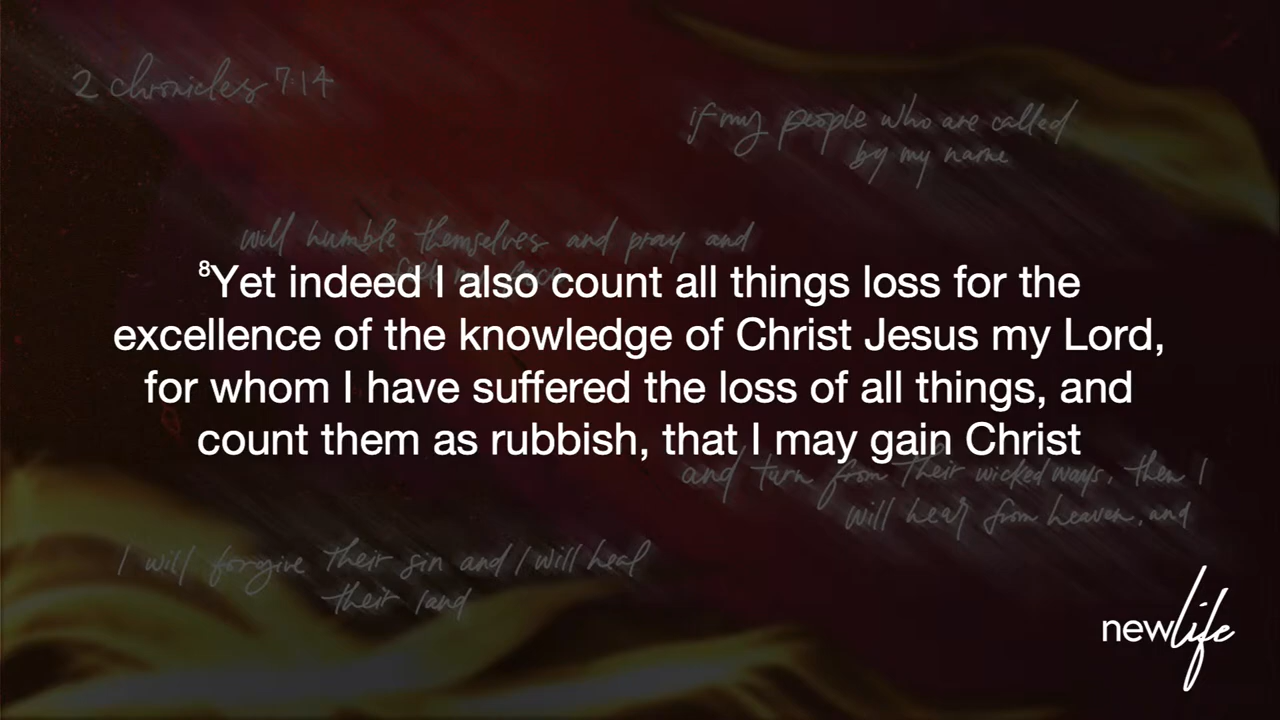 2 chronicles 7:14
if my people who are called
by my name
will humble themselves and pray and
seek my face
⁸Yet indeed I also count all things loss for the
excellence of the knowledge of Christ Jesus my Lord,
for whom I have suffered the loss of all things, and
count them as rubbish, that I may gain Christ
and turn from their wicked ways, then I
will hear from heaven, and
I will forgive their sin and I will heal
their land
newlife